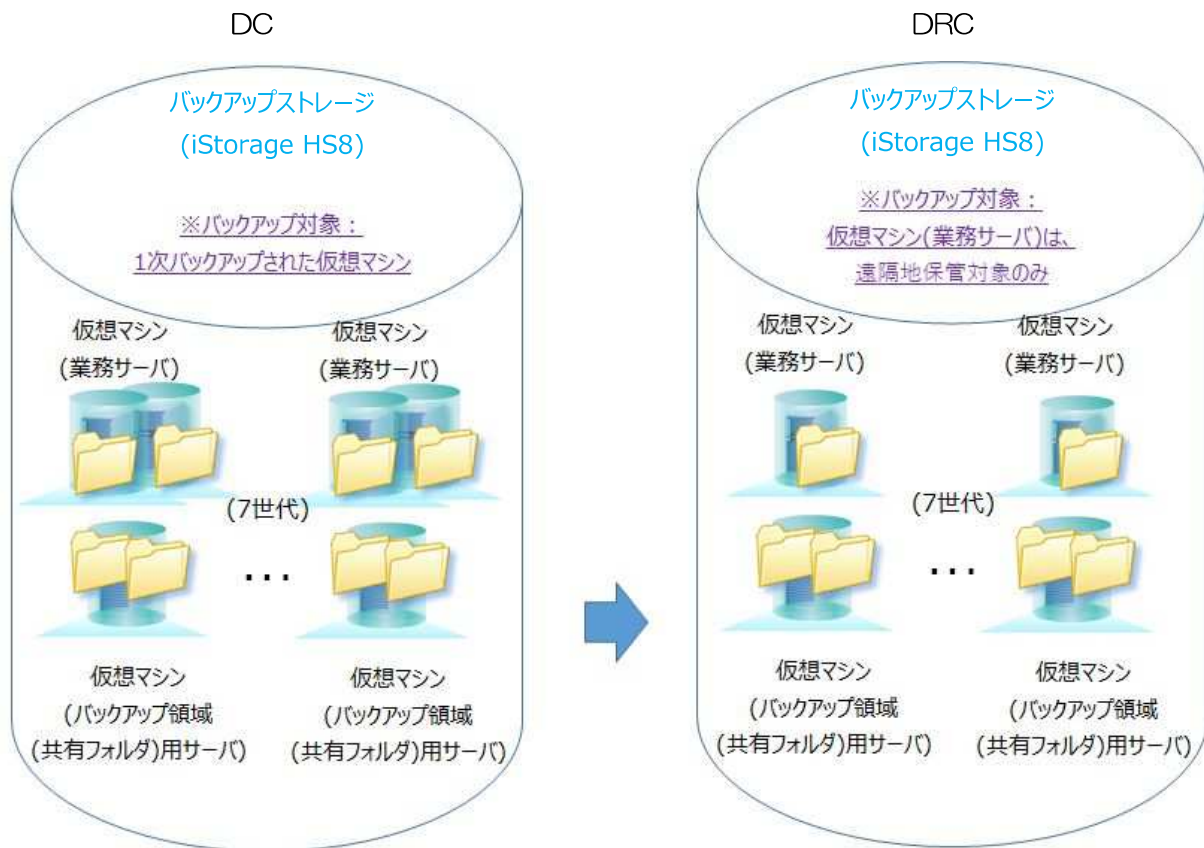 DC
バックアップストレージ
(iStorage HS8)
※バックアップ対象：
1次バックアップされた仮想マシン
仮想マシン
(業務サーバ)
仮想マシン
(業務サーバ)
(7世代)
...
仮想マシン
(バックアップ領域
(共有フォルダ)用サーバ)
仮想マシン
(バックアップ領域
(共有フォルダ)用サーバ)
DRC
バックアップストレージ
(iStorage HS8)
※バックアップ対象：
仮想マシン(業務サーバ)は、
遠隔地保管対象のみ
仮想マシン
(業務サーバ)
仮想マシン
(業務サーバ)
(7世代)
...
仮想マシン
(バックアップ領域
(共有フォルダ)用サーバ)
仮想マシン
(バックアップ領域
(共有フォルダ)用サーバ)